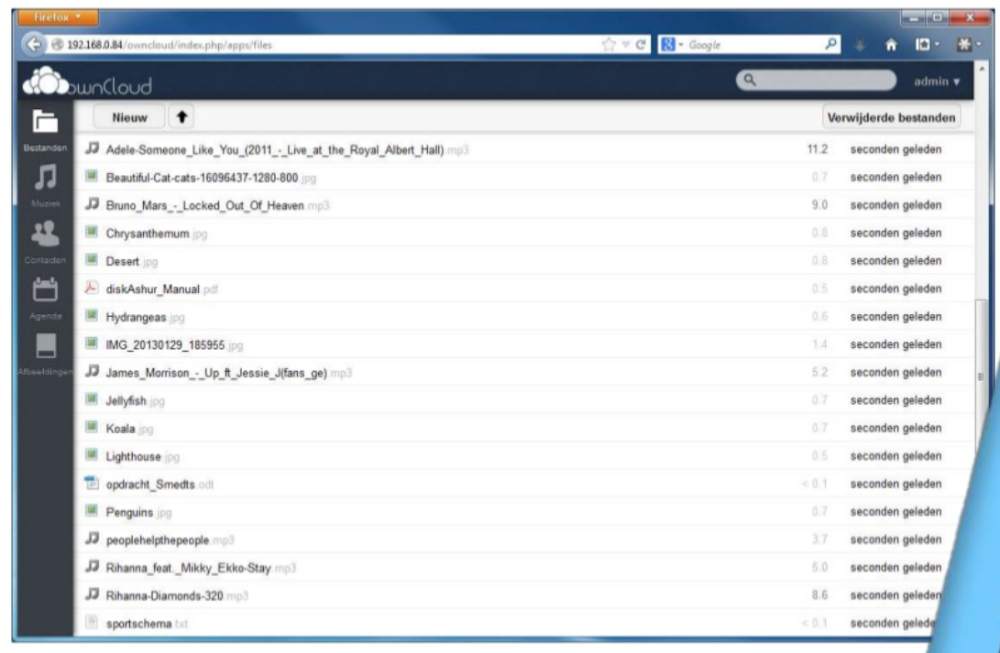 Firefox
192.168.0.84/owncloud/index.php/apps/files
Google
ownCloud
admin
Nieuw
Verwijderde bestanden
Bestanden
Muziek
Contacten
Agenda
Afbeeldingen
Adele-Someone_Like_You_(2011_-_Live_at_the_Royal_Albert_Hall).mp3 11.2 seconden geleden
Beautiful-Cat-cats-16096437-1280-800.jpg 0.7 seconden geleden
Bruno_Mars_-_Locked_Out_Of_Heaven.mp3 9.0 seconden geleden
Chrysanthemum.jpg 0.8 seconden geleden
Desert.jpg 0.8 seconden geleden
diskAshur_Manual.pdf 0.5 seconden geleden
Hydrangeas.jpg 0.6 seconden geleden
IMG_20130129_185955.jpg 1.4 seconden geleden
James_Morrison_-_Up_ft_Jessie_J(fans_ge).mp3 5.2 seconden geleden
Jellyfish.jpg 0.7 seconden geleden
Koala.jpg 0.7 seconden geleden
Lighthouse.jpg 0.5 seconden geleden
opdracht_Smedts.odt < 0.1 seconden geleden
Penguins.jpg 0.7 seconden geleden
peoplehelpthepeople.mp3 3.7 seconden geleden
Rihanna_feat._Mikky_Ekko-Stay.mp3 5.0 seconden geleden
Rihanna-Diamonds-320.mp3 8.6 seconden geleden
sportschema.txt < 0.1 seconden gelede